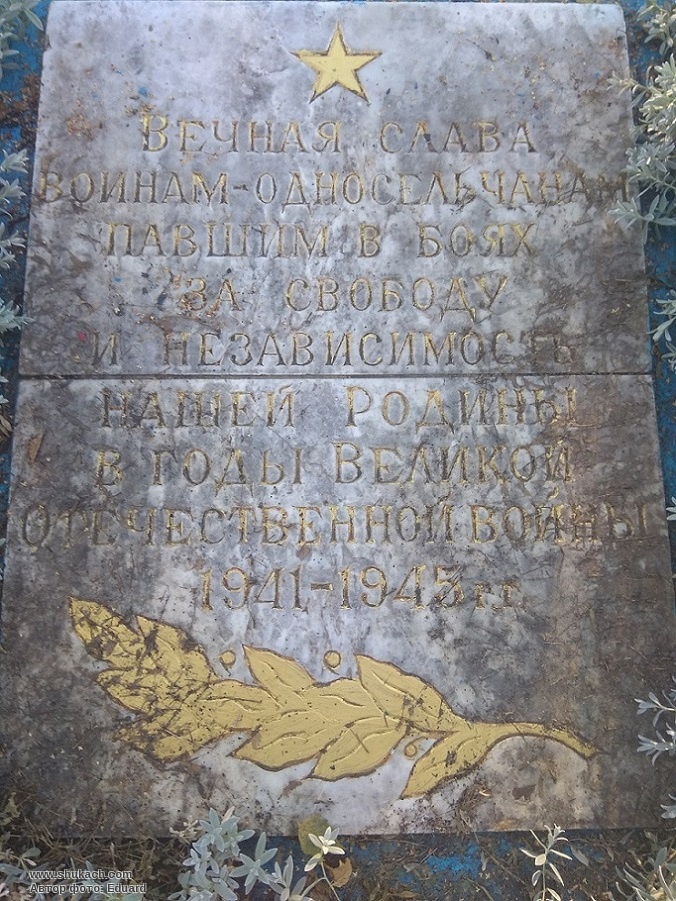 Вечная слава
воинам-односельчанам
павшим в боях
за свободу
и независимость
нашей Родины
в годы Великой
Отечественной войны
1941-1945 гг.
www.shukach.com
Автор фото: Eduard